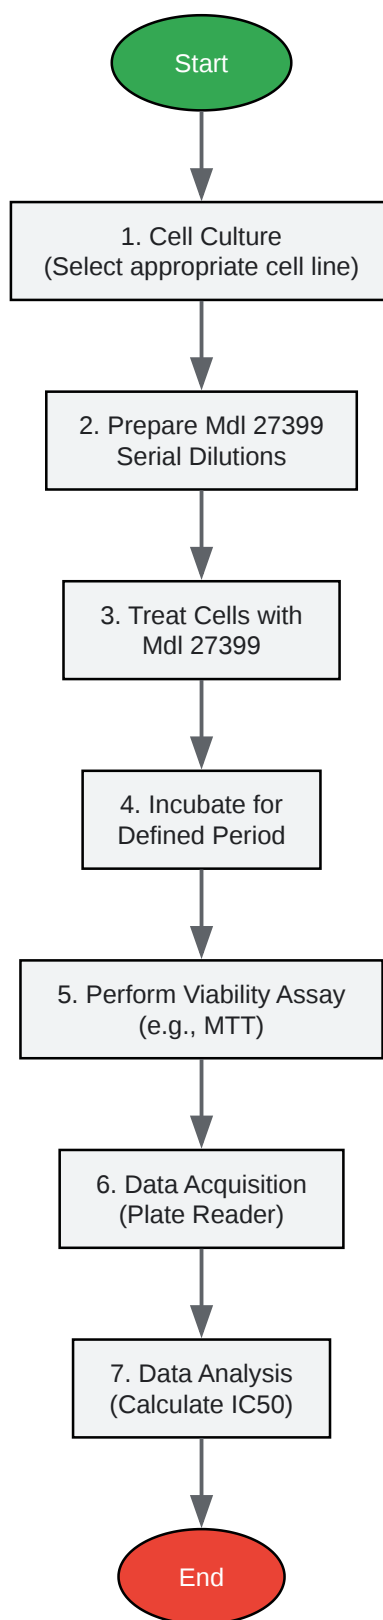 Start
1. Cell Culture
(Select appropriate cell line)
2. Prepare Mdl 27399
Serial Dilutions
3. Treat Cells with
Mdl 27399
4. Incubate for
Defined Period
5. Perform Viability Assay
(e.g., MTT)
6. Data Acquisition
(Plate Reader)
7. Data Analysis
(Calculate IC50)
End